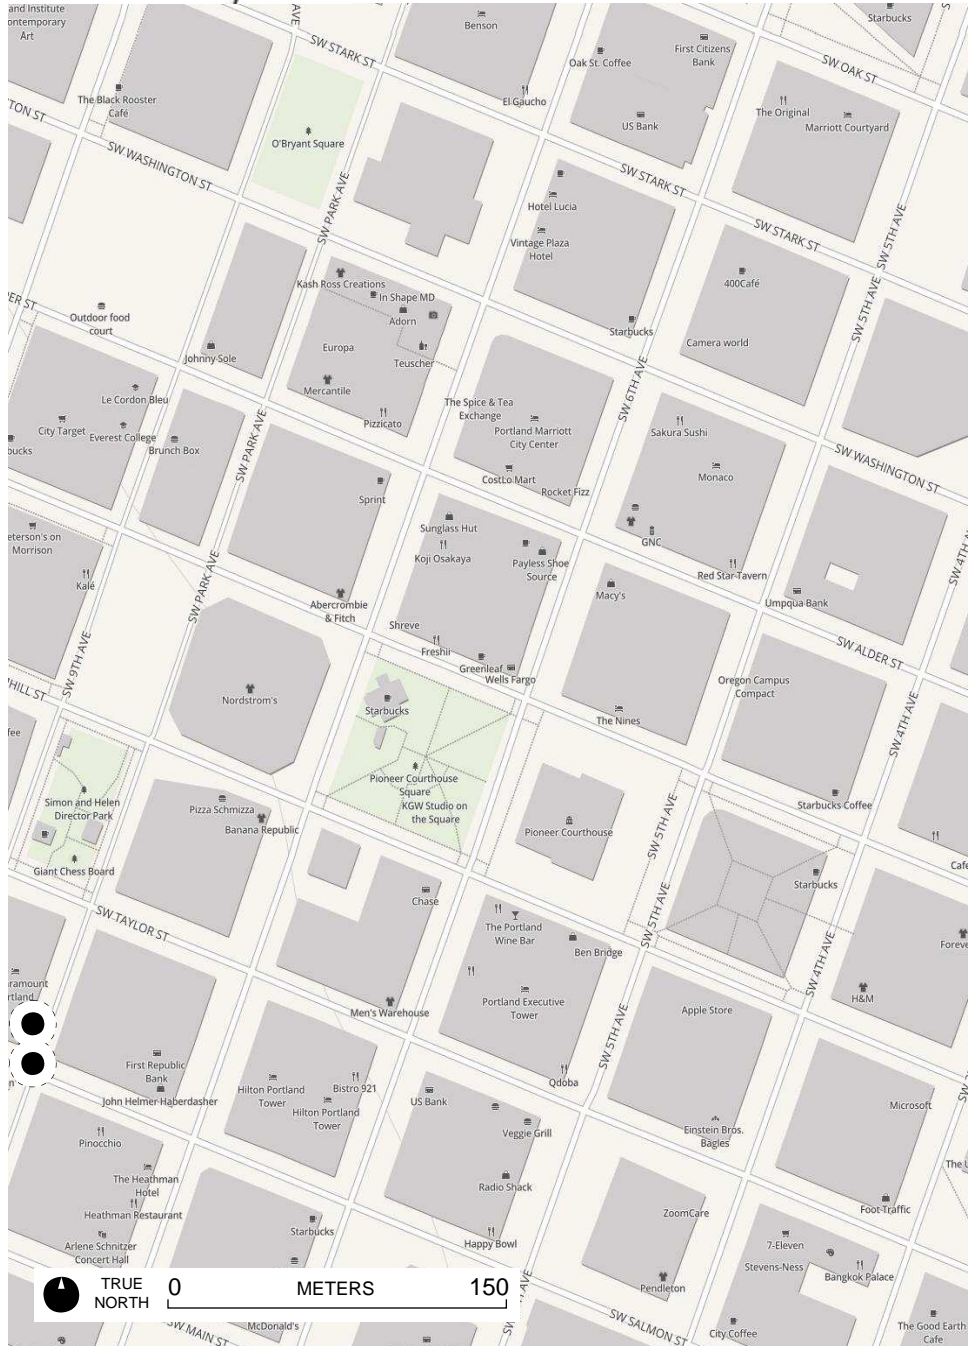 and Institute
ontemporary
Art
AVE
Benson
Starbucks
SW STARK ST
Oak St. Coffee
First Citizens
Bank
SW OAK ST
The Black Rooster
Café
El Gaucho
US Bank
The Original
Marriott Courtyard
TON ST
O'Bryant Square
SW WASHINGTON ST
SW STARK ST
SW PARK AVE
Hotel Lucia
Vintage Plaza
Hotel
SW STARK ST
SW 5TH AVE
Kash Ross Creations
In Shape MD
Adorn
400Café
SW 5TH AVE
PER ST
Outdoor food
court
Starbucks
Camera world
Johnny Sole
Europa
Teuscher
Mercantile
SW 6TH AVE
Le Cordon Bleu
The Spice & Tea
Exchange
Pizzicato
City Target
Everest College
Brunch Box
SW PARK AVE
Portland Marriott
City Center
Sakura Sushi
SW WASHINGTON ST
bucks
CostLo Mart
Rocket Fizz
Monaco
Sprint
Sunglass Hut
Koji Osakaya
Payless Shoe
Source
GNC
eterson's on
Morrison
Kalé
SW PARK AVE
Abercrombie
& Fitch
Macy's
Red Star Tavern
Umpqua Bank
SW 4TH A
Shreve
Freshii
Greenleaf
Wells Fargo
SW ALDER ST
SW 9TH AVE
HILL ST
Nordstrom's
Starbucks
Oregon Campus
Compact
The Nines
SW 4TH AVE
fee
Simon and Helen
Director Park
Pizza Schmizza
Banana Republic
Pioneer Courthouse
Square
KGW Studio on
the Square
Pioneer Courthouse
SW 5TH AVE
Starbucks Coffee
Giant Chess Board
Cafe
Chase
Starbucks
SW TAYLOR ST
The Portland
Wine Bar
Ben Bridge
SW 5TH AVE
SW 4TH AVE
Foreve
aramount
rtland
Men's Warehouse
Portland Executive
Tower
Apple Store
H&M
SW 5TH AVE
First Republic
Bank
John Helmer Haberdasher
Hilton Portland
Tower
Bistro 921
Hilton Portland
Tower
US Bank
Qdoba
Veggie Grill
Einstein Bros.
Bagles
Microsoft
Pinocchio
The Heathman
Hotel
Heathman Restaurant
Radio Shack
The U
Arlene Schnitzer
Concert Hall
Starbucks
Happy Bowl
ZoomCare
Foot Traffic
7-Eleven
Stevens-Ness
Bangkok Palace
Pendleton
TRUE
NORTH
0 METERS 150
SW MAIN ST
McDonald's
SW SALMON ST
City Coffee
The Good Earth
Cafe